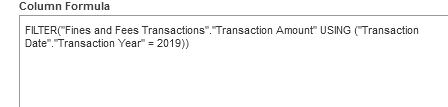 Column Formula
FILTER("Fines and Fees Transactions"."Transaction Amount" USING ("Transaction
Date"."Transaction Year" = 2019))